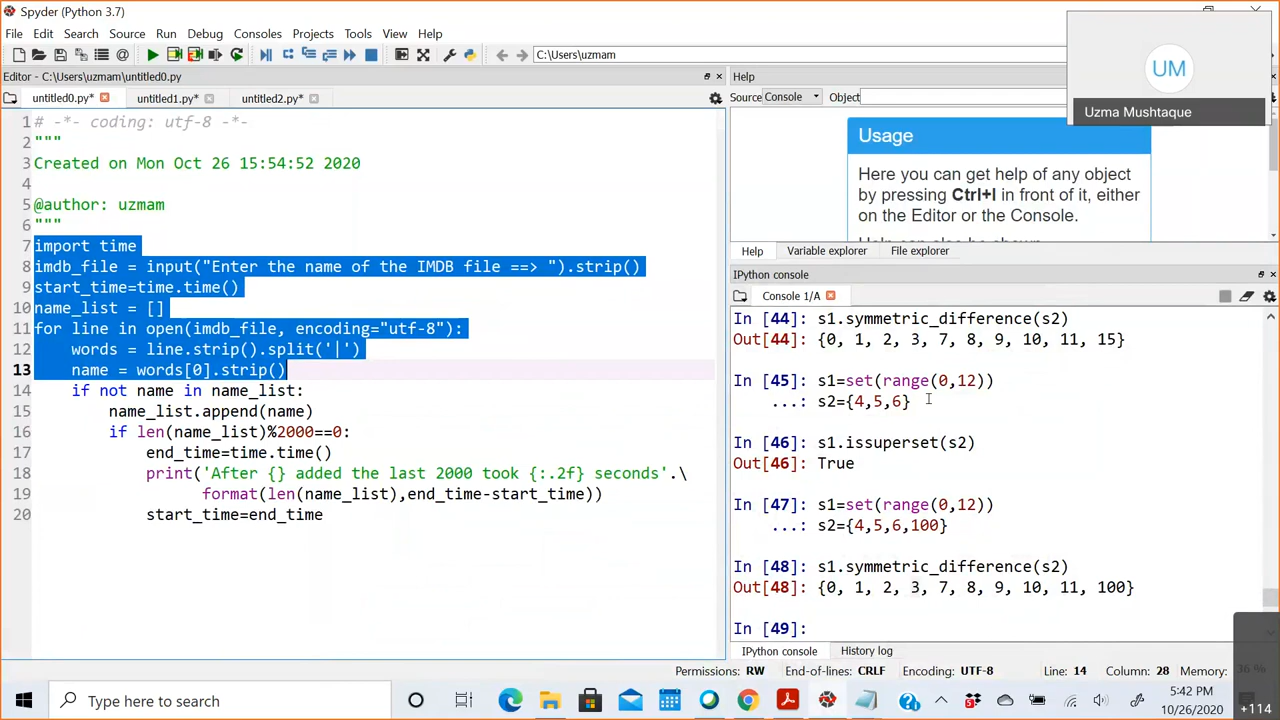 Spyder (Python 3.7)
File Edit Search Source Run Debug Consoles Projects Tools View Help
C:\Users\uzmam
UM
Uzma Mushtaque
Editor - C:\Users\uzmam\untitled0.py
untitled0.py* untitled1.py* untitled2.py*
1 # -*- coding: utf-8 -*-
2 """
3 Created on Mon Oct 26 15:54:52 2020
4
5 @author: uzmam
6 """
7 import time
8 imdb_file = input("Enter the name of the IMDB file ==> ").strip()
9 start_time=time.time()
10 name_list = []
11 for line in open(imdb_file, encoding="utf-8"):
12 words = line.strip().split('|')
13 name = words[0].strip()
14 if not name in name_list:
15 name_list.append(name)
16 if len(name_list)%2000==0:
17 end_time=time.time()
18 print('After {} added the last 2000 took {:.2f} seconds'.\
19 format(len(name_list),end_time-start_time))
20 start_time=end_time
Help
Source Console Object
Usage
Here you can get help of any object
by pressing Ctrl+I in front of it, either
on the Editor or the Console.
Help Variable explorer File explorer
IPython console
Console 1/A
In [44]: s1.symmetric_difference(s2)
Out[44]: {0, 1, 2, 3, 7, 8, 9, 10, 11, 15}
In [45]: s1=set(range(0,12))
...: s2={4,5,6}
In [46]: s1.issuperset(s2)
Out[46]: True
In [47]: s1=set(range(0,12))
...: s2={4,5,6,100}
In [48]: s1.symmetric_difference(s2)
Out[48]: {0, 1, 2, 3, 7, 8, 9, 10, 11, 100}
In [49]:
IPython console History log
Permissions: RW End-of-lines: CRLF Encoding: UTF-8 Line: 14 Column: 28 Memory: 36 %
Type here to search
5:42 PM
10/26/2020
+114